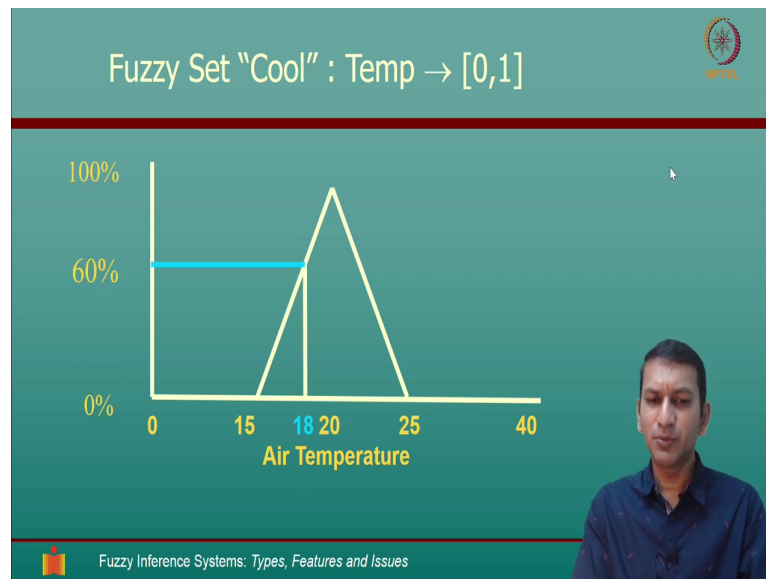 Fuzzy Set “Cool” : Temp → [0,1]
NPTEL
100%
60%
0%
0 15 18 20 25 40
Air Temperature
Fuzzy Inference Systems: Types, Features and Issues